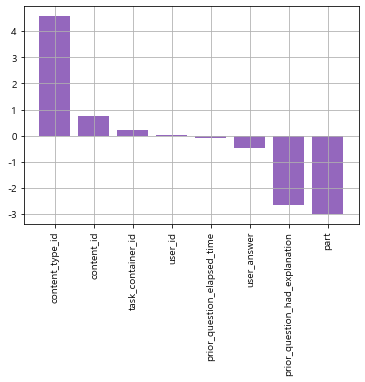 4
3
2
1
0
-1
-2
-3
content_type_id
content_id
task_container_id
user_id
prior_question_elapsed_time
user_answer
prior_question_had_explanation
part